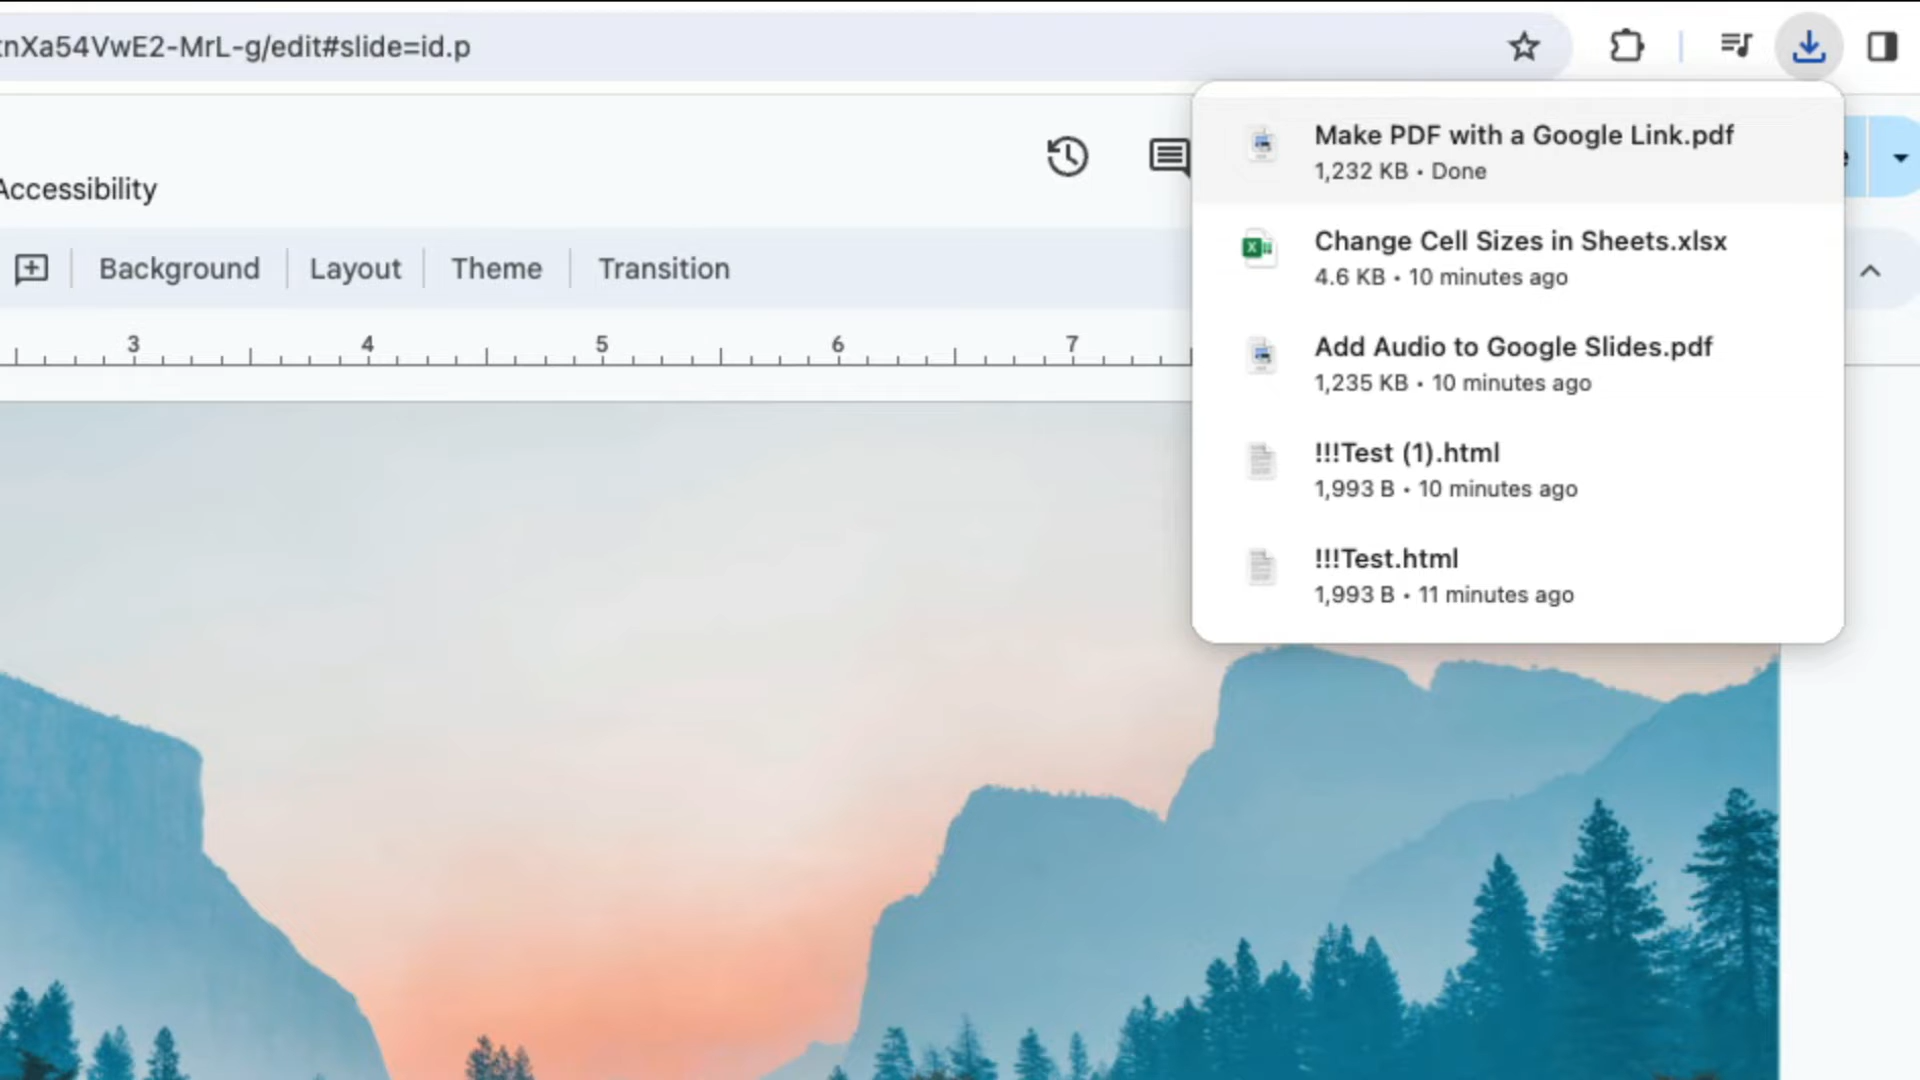 tnXa54VwE2-MrL-g/edit#slide=id.p
Accessibility
Background Layout Theme Transition
3 4 5 6 7
Make PDF with a Google Link.pdf
1,232 KB • Done
Change Cell Sizes in Sheets.xlsx
4.6 KB • 10 minutes ago
Add Audio to Google Slides.pdf
1,235 KB • 10 minutes ago
!!!Test (1).html
1,993 B • 10 minutes ago
!!!Test.html
1,993 B • 11 minutes ago